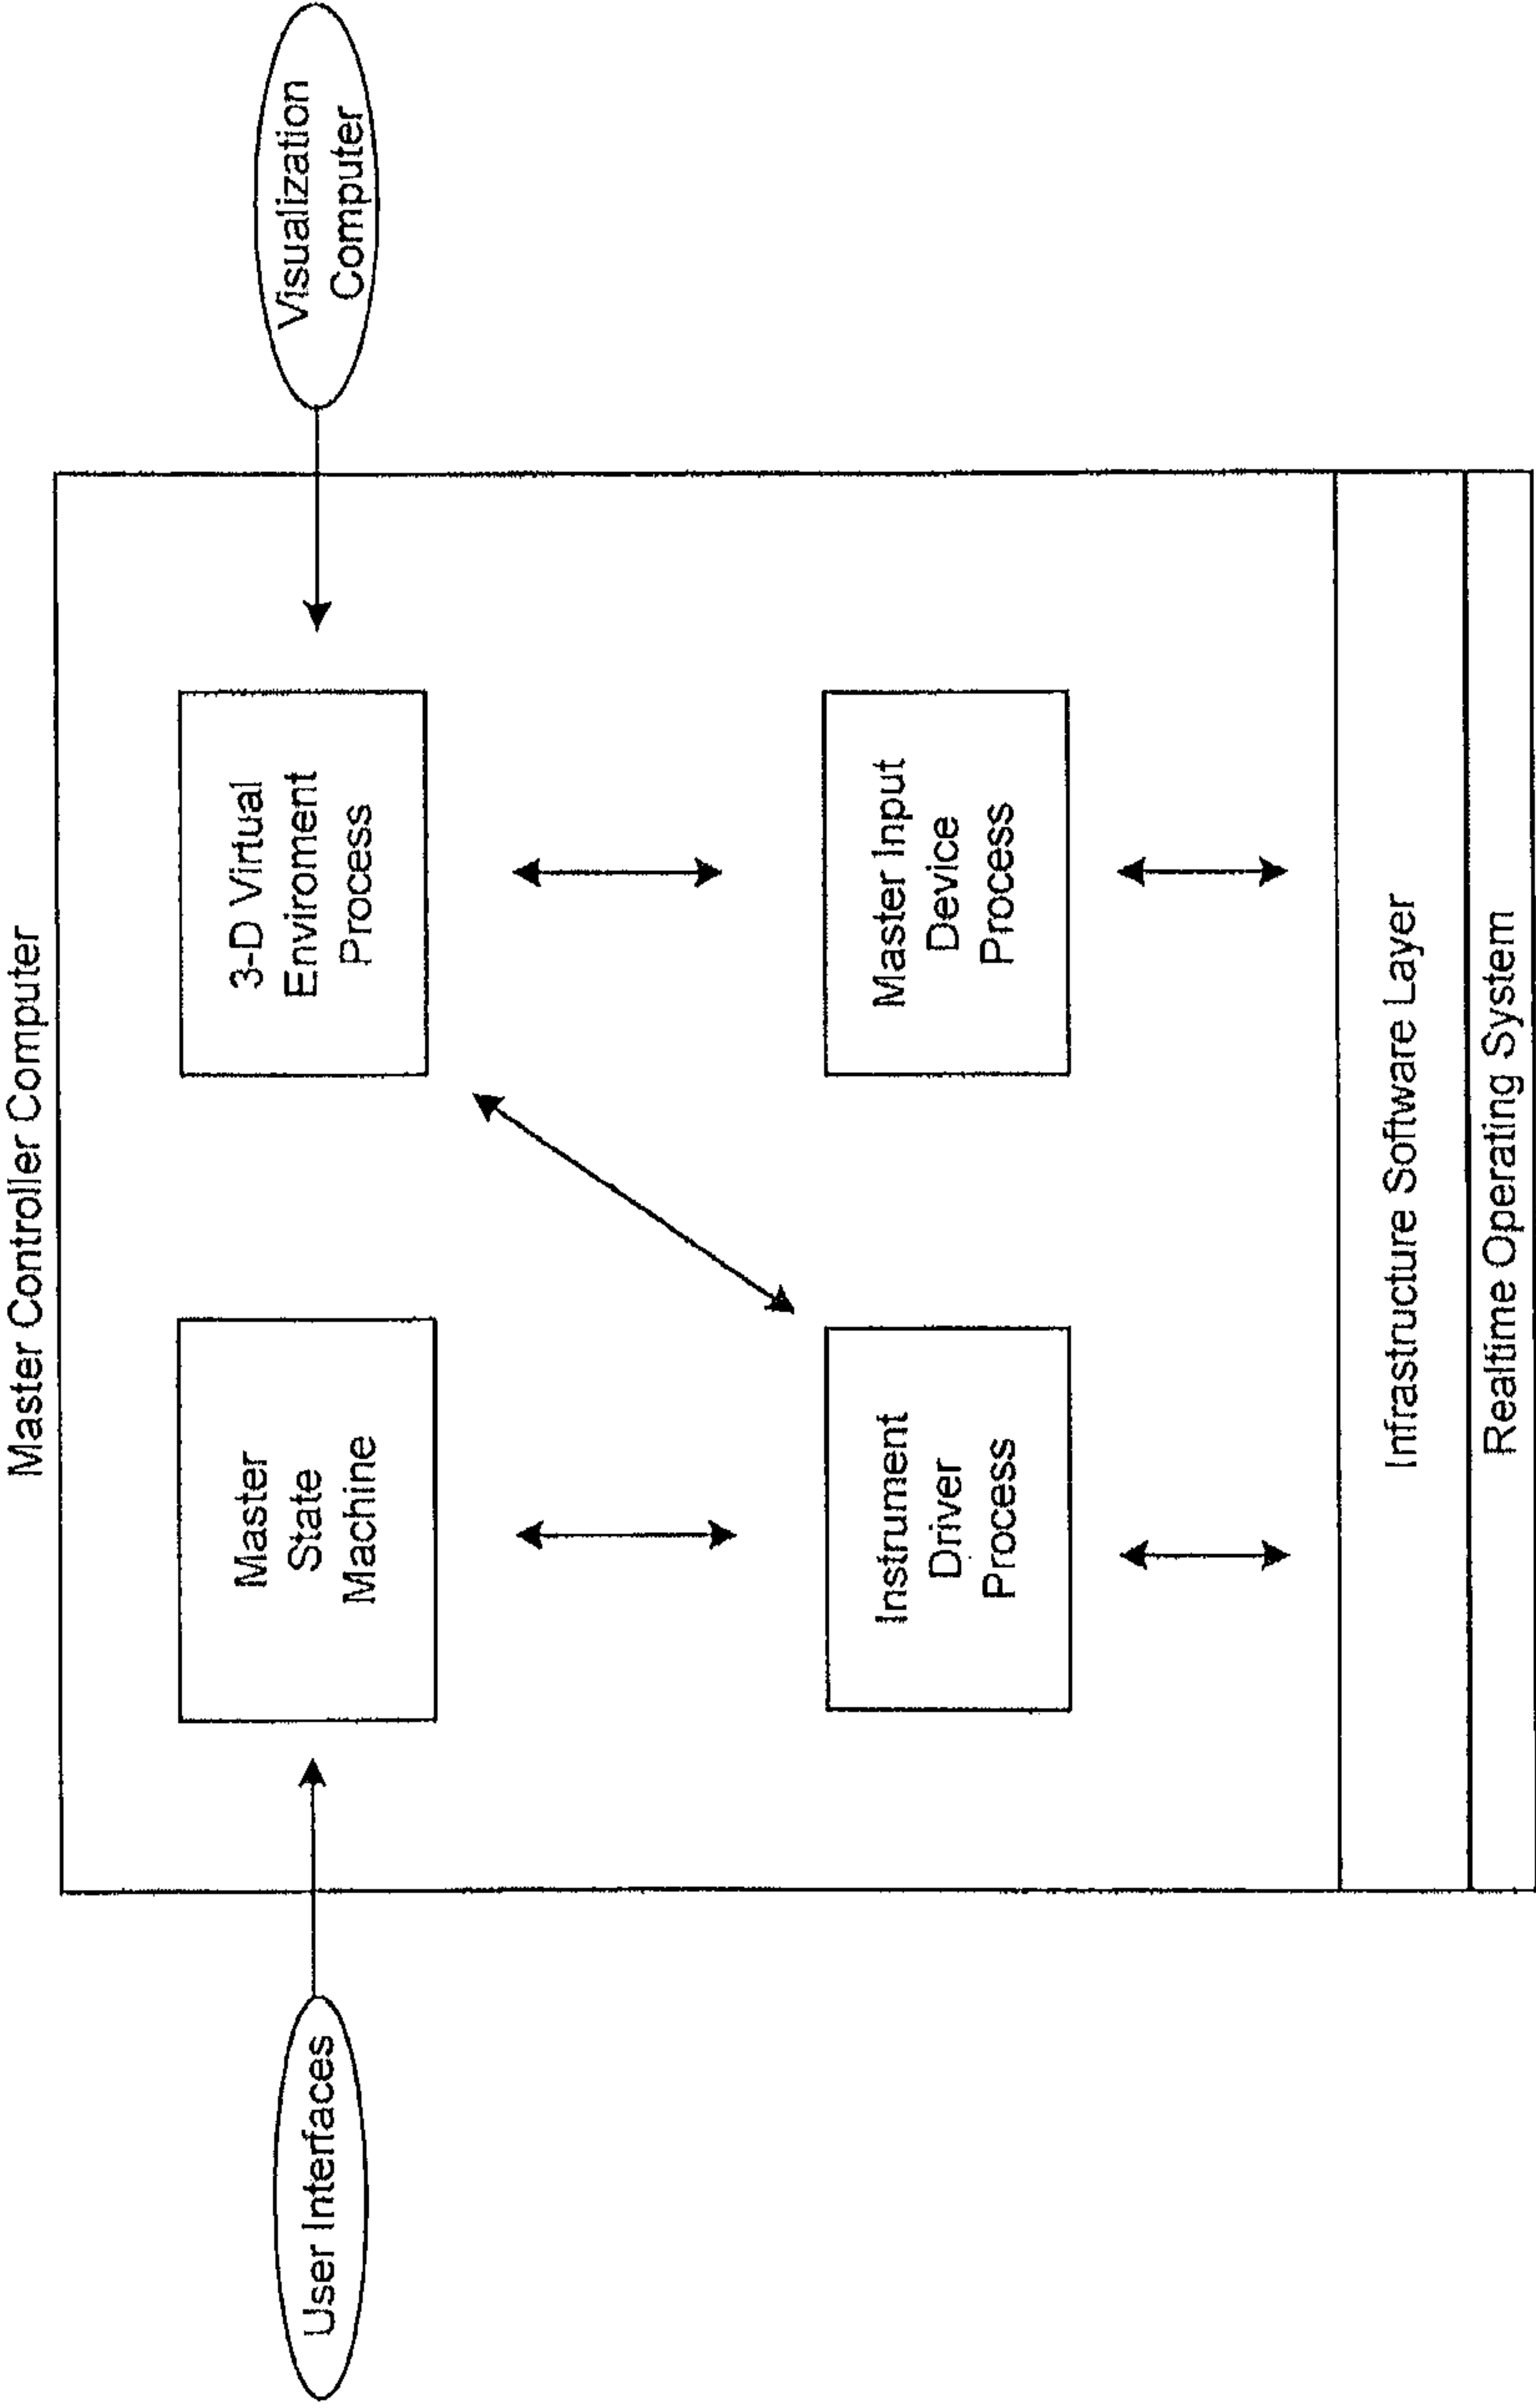 Master Controller Computer
User Interfaces
Master
State
Machine
3-D Virtual
Enviroment
Process
Visualization
Computer
Instrument
Driver
Process
Master Input
Device
Process
Infrastructure Software Layer
Realtime Operating System